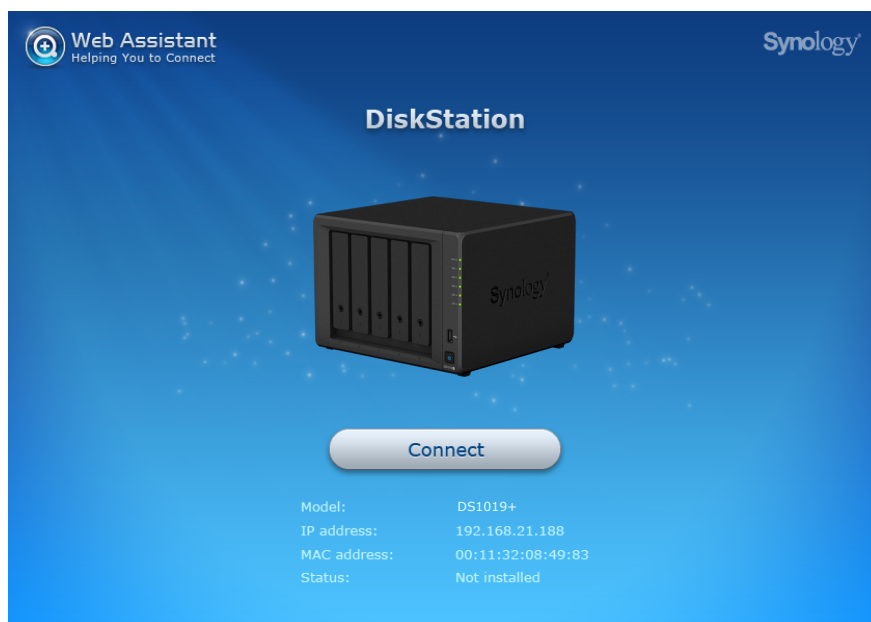 Web Assistant
Helping You to Connect
Synology
DiskStation
Synology
Connect
Model: DS1019+
IP address: 192.168.21.188
MAC address: 00:11:32:08:49:83
Status: Not installed